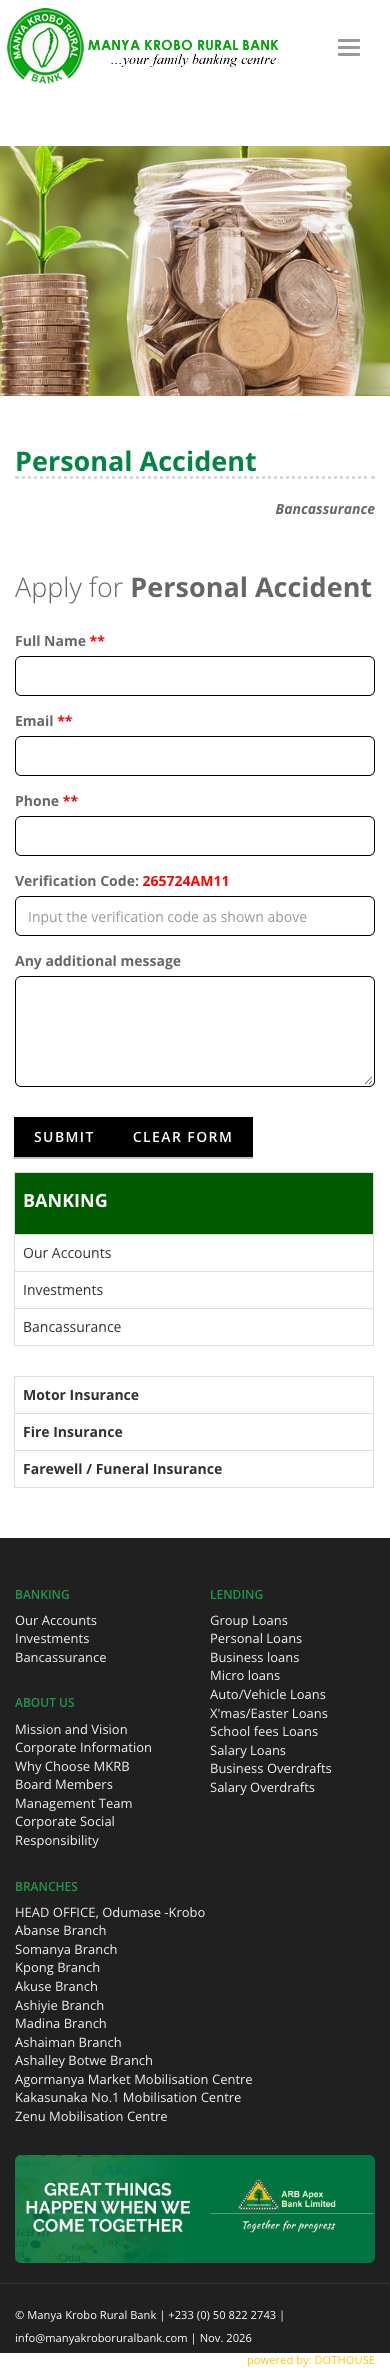 MANYA KROBO RURAL
BANK
MANYA KROBO RURAL BANK
...your family banking centre
Personal Accident
Bancassurance
Apply for Personal Accident
Full Name **
Email **
Phone **
Verification Code: 265724AM11
Input the verification code as shown above
Any additional message
SUBMIT CLEAR FORM
BANKING
Our Accounts
Investments
Bancassurance
Motor Insurance
Fire Insurance
Farewell / Funeral Insurance
BANKING
Our Accounts
Investments
Bancassurance
ABOUT US
Mission and Vision
Corporate Information
Why Choose MKRB
Board Members
Management Team
Corporate Social
Responsibility
LENDING
Group Loans
Personal Loans
Business loans
Micro loans
Auto/Vehicle Loans
X'mas/Easter Loans
School fees Loans
Salary Loans
Business Overdrafts
Salary Overdrafts
BRANCHES
HEAD OFFICE, Odumase -Krobo
Abanse Branch
Somanya Branch
Kpong Branch
Akuse Branch
Ashiyie Branch
Madina Branch
Ashaiman Branch
Ashalley Botwe Branch
Agormanya Market Mobilisation Centre
Kakasunaka No.1 Mobilisation Centre
Zenu Mobilisation Centre
GREAT THINGS
HAPPEN WHEN WE
COME TOGETHER
Oda
ARB Apex
Bank Limited
Together for progress
© Manya Krobo Rural Bank | +233 (0) 50 822 2743 |
info@manyakroboruralbank.com | Nov. 2026
powered by: DOTHOUSE